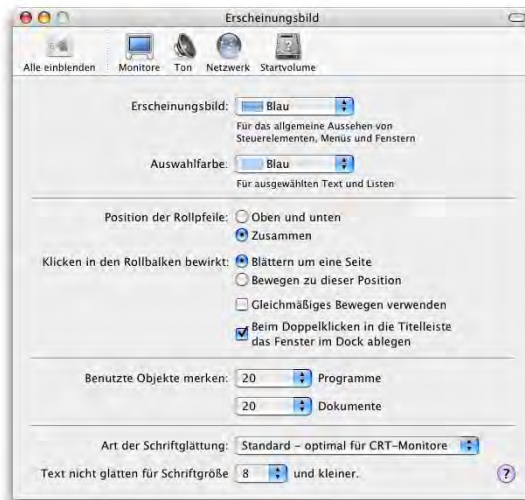 Erscheinungsbild
Alle einblenden Monitore Ton Netzwerk Startvolume
Erscheinungsbild: Blau
Für das allgemeine Aussehen von
Steuerelementen, Menüs und Fenstern
Auswahlfarbe: Blau
Für ausgewählten Text und Listen
Position der Rollpfeile: Oben und unten
Zusammen
Klicken in den Rollbalken bewirkt: Blättern um eine Seite
Bewegen zu dieser Position
Gleichmäßiges Bewegen verwenden
Beim Doppelklicken in die Titelleiste
das Fenster im Dock ablegen
Benutzte Objekte merken: 20 Programme
20 Dokumente
Art der Schriftglättung: Standard – optimal für CRT-Monitore
Text nicht glätten für Schriftgröße 8 und kleiner. ?